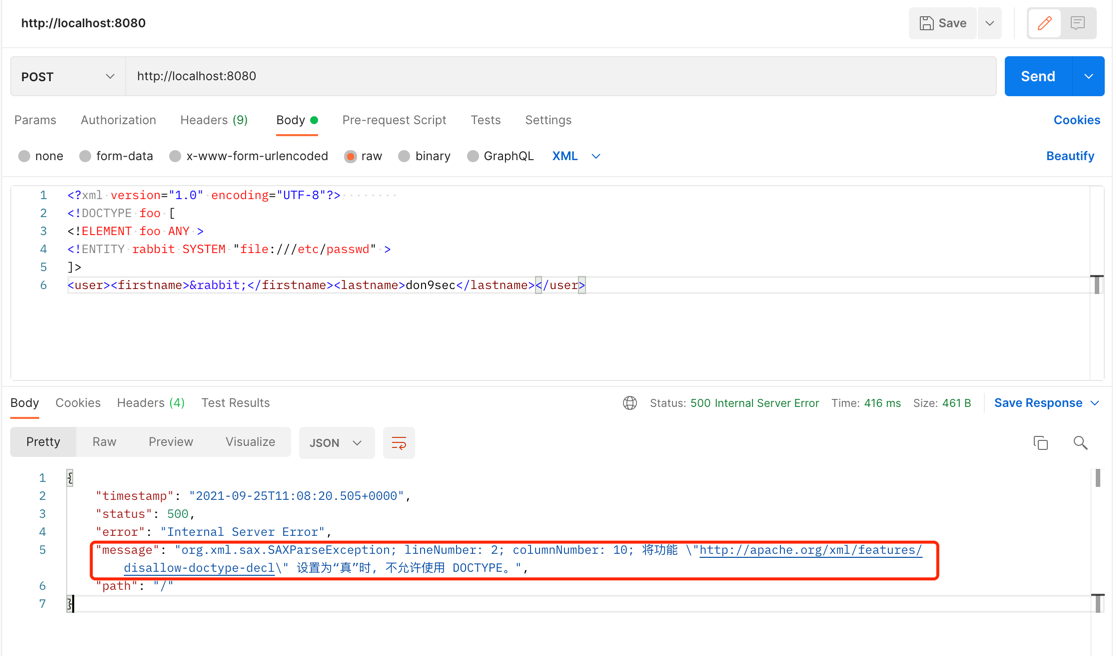 http://localhost:8080
Save
POST
http://localhost:8080
Send
Params Authorization Headers (9) Body Pre-request Script Tests Settings Cookies
none form-data x-www-form-urlencoded raw binary GraphQL XML Beautify
1 <?xml version="1.0" encoding="UTF-8"?>
2 <!DOCTYPE foo [
3 <!ELEMENT foo ANY >
4 <!ENTITY rabbit SYSTEM "file:///etc/passwd" >
5 ]>
6 <user><firstname>&rabbit;</firstname><lastname>don9sec</lastname></user>
Body Cookies Headers (4) Test Results Status: 500 Internal Server Error Time: 416 ms Size: 461 B Save Response
Pretty Raw Preview Visualize JSON
1 {
2 "timestamp": "2021-09-25T11:08:20.505+0000",
3 "status": 500,
4 "error": "Internal Server Error",
5 "message": "org.xml.sax.SAXParseException; lineNumber: 2; columnNumber: 10; 将功能 \"http://apache.org/xml/features/
disallow-doctype-decl\" 设置为“真”时, 不允许使用 DOCTYPE。",
6 "path": "/"
7 }